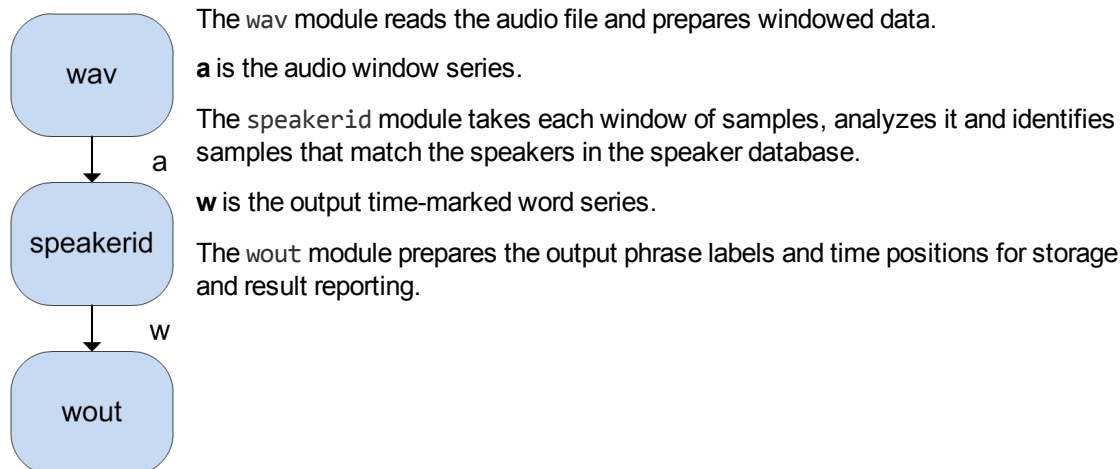 wav
a
speakerid
w
wout
The wav module reads the audio file and prepares windowed data.
a is the audio window series.
The speakerid module takes each window of samples, analyzes it and identifies
samples that match the speakers in the speaker database.
w is the output time-marked word series.
The wout module prepares the output phrase labels and time positions for storage
and result reporting.